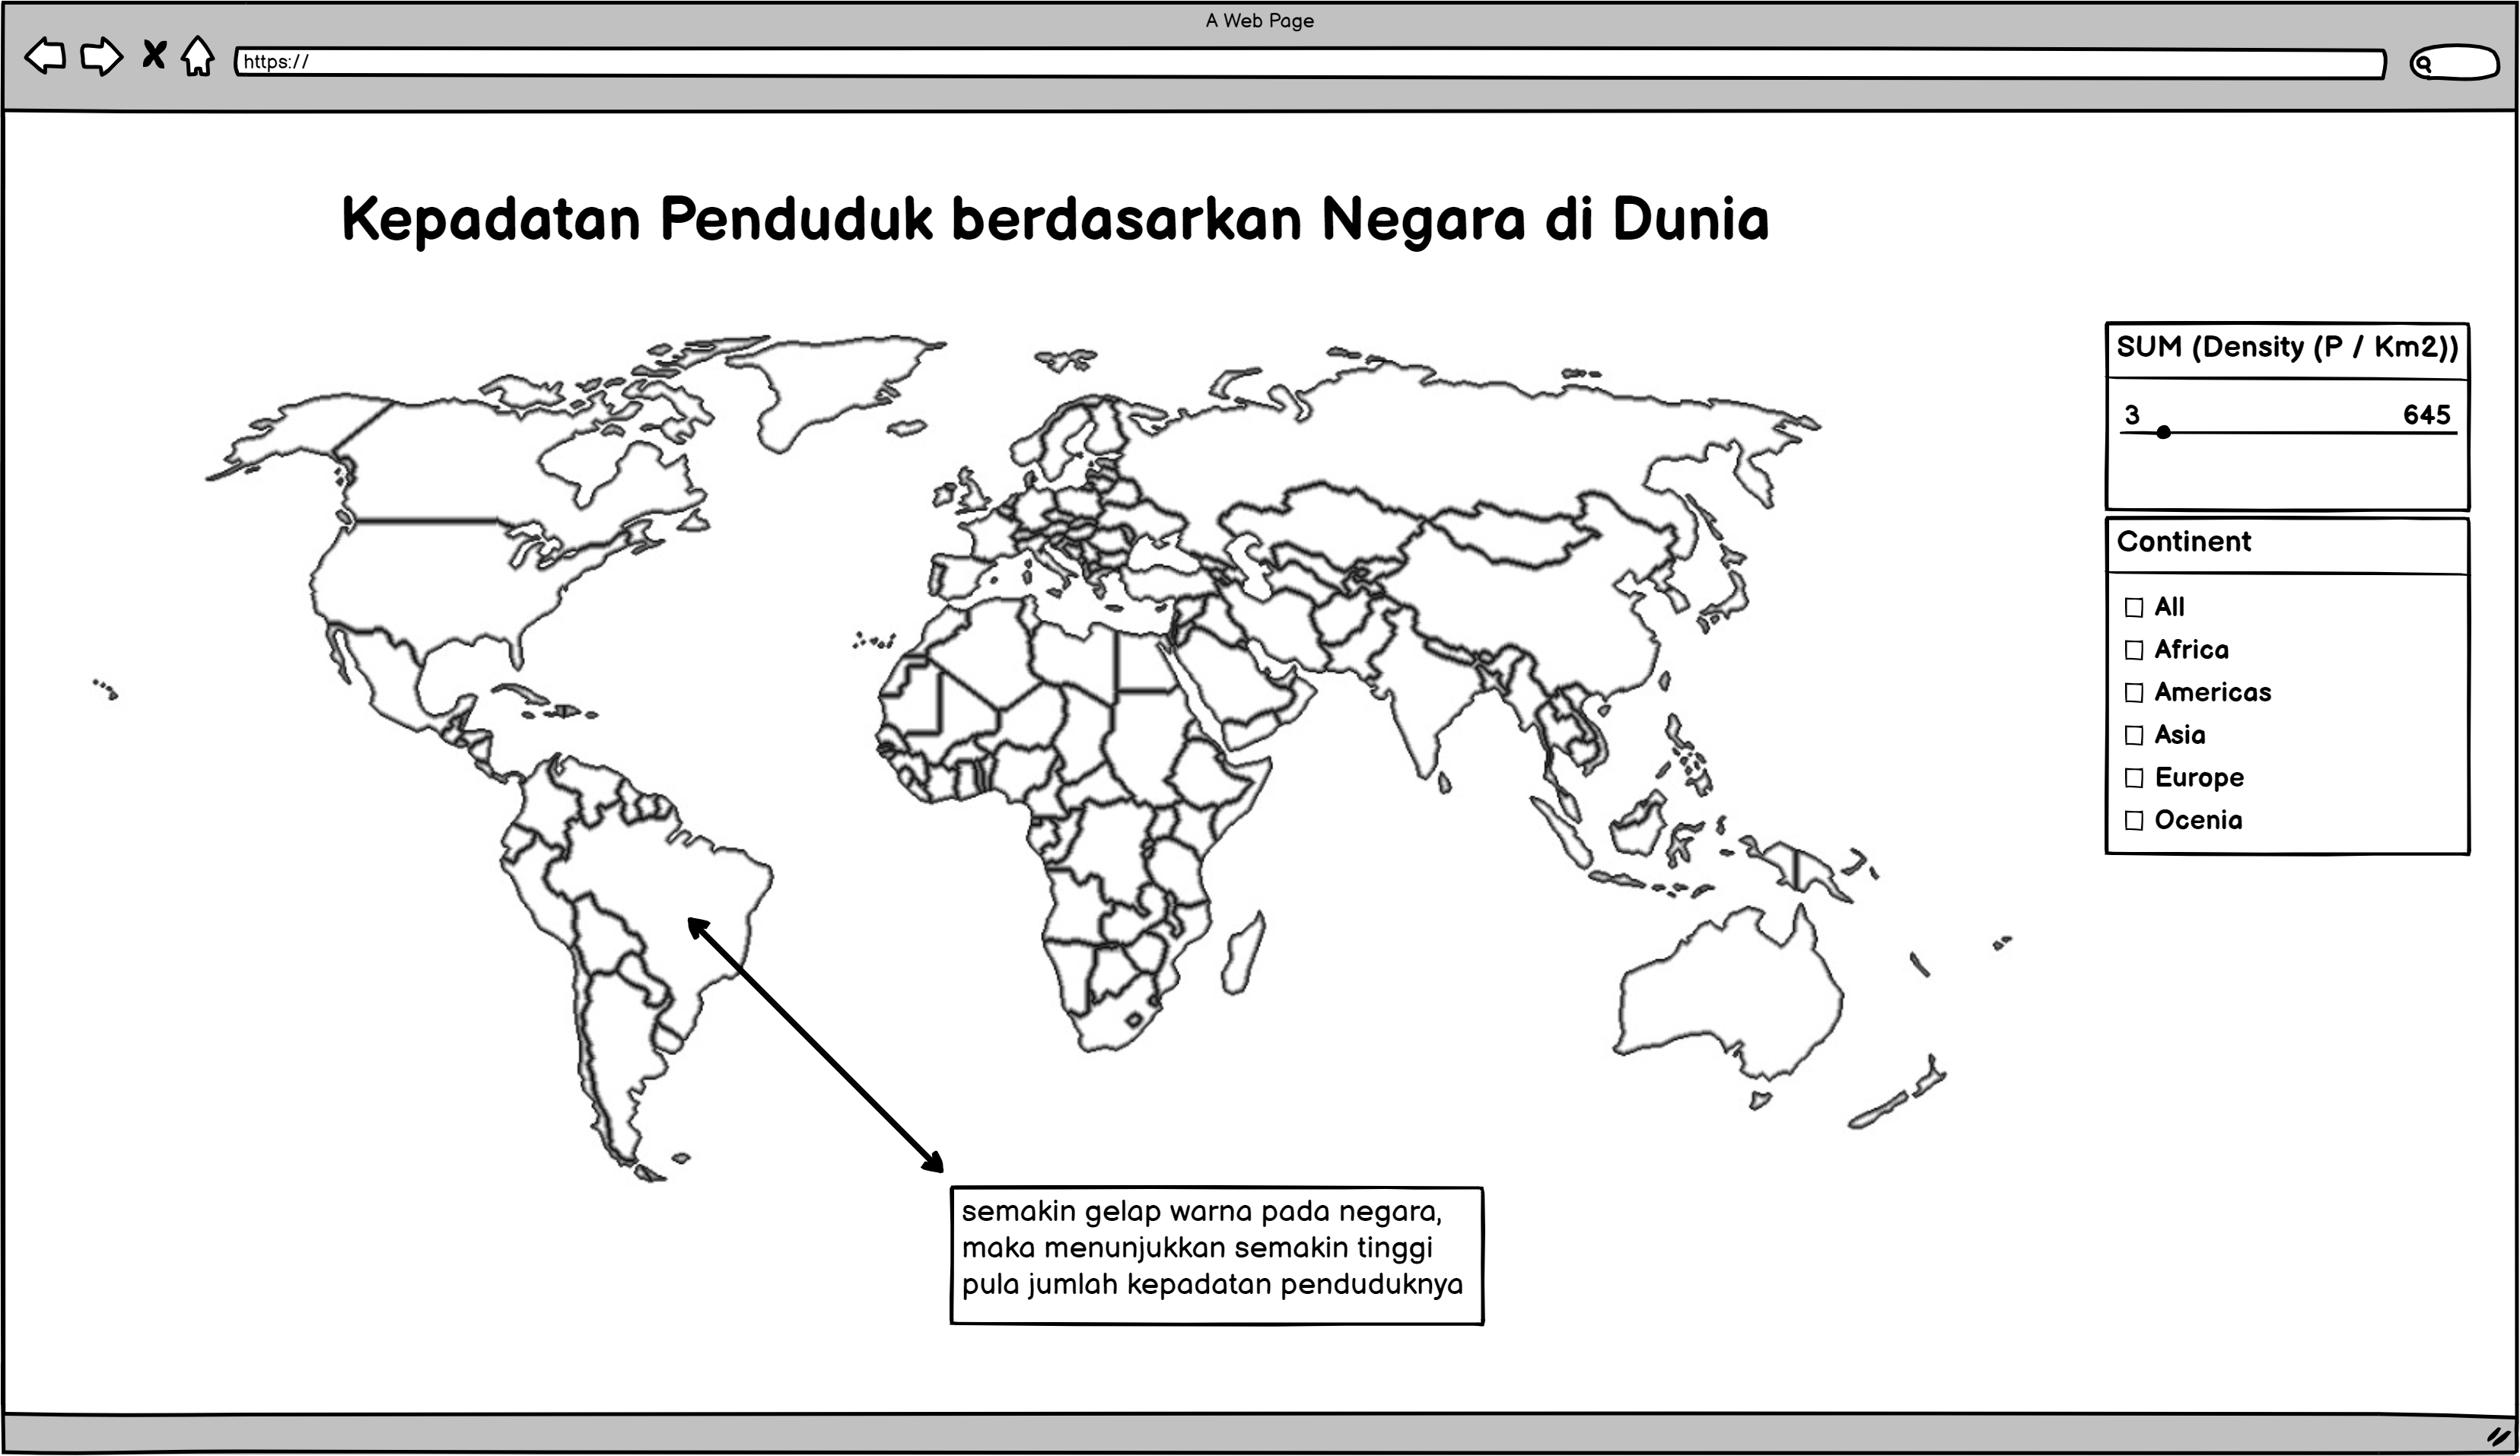 A Web Page
https://
Kepadatan Penduduk berdasarkan Negara di Dunia
SUM (Density (P / Km2))
3 645
Continent
All
Africa
Americas
Asia
Europe
Ocenia
semakin gelap warna pada negara,
maka menunjukkan semakin tinggi
pula jumlah kepadatan penduduknya